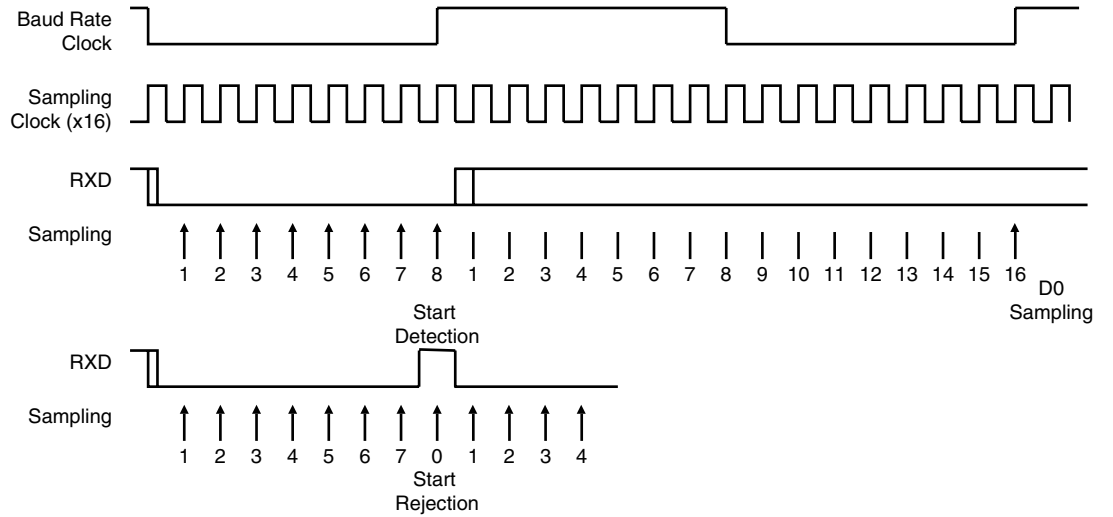 Baud Rate
Clock
Sampling
Clock (x16)
RXD
Sampling
1 2 3 4 5 6 7 8 1 2 3 4 5 6 7 8 9 10 11 12 13 14 15 16
D0
Sampling
Start
Detection
RXD
Sampling
1 2 3 4 5 6 7 0 1 2 3 4
Start
Rejection